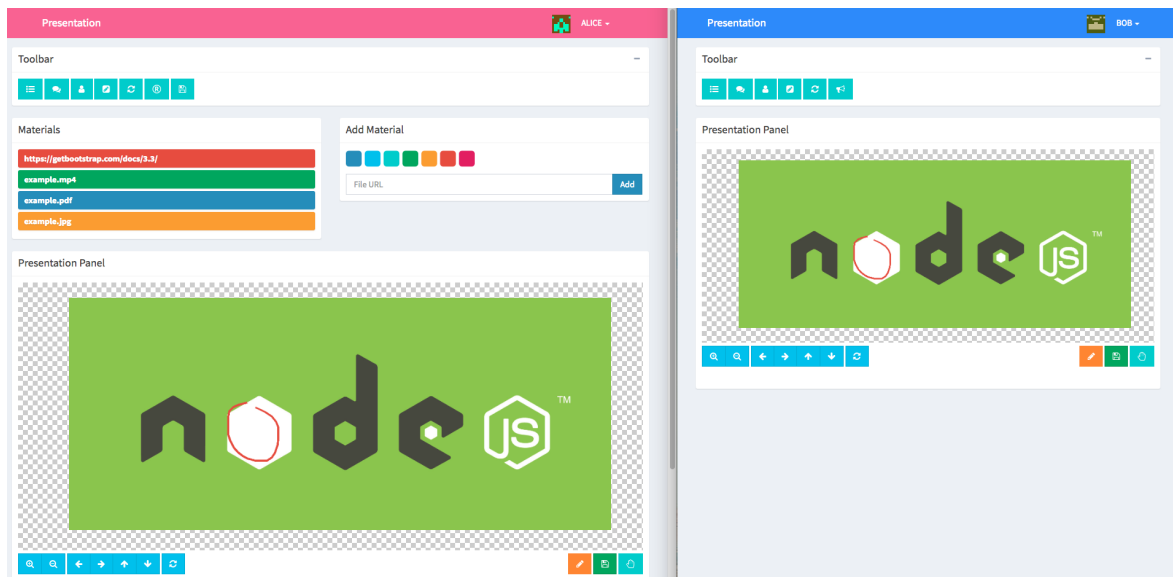 Presentation
ALICE
Toolbar
Materials
https://getbootstrap.com/docs/3.3/
example.mp4
example.pdf
example.jpg
Add Material
File URL
Add
Presentation Panel
node
JS
TM
Presentation
BOB
Toolbar
Presentation Panel
node
JS
TM